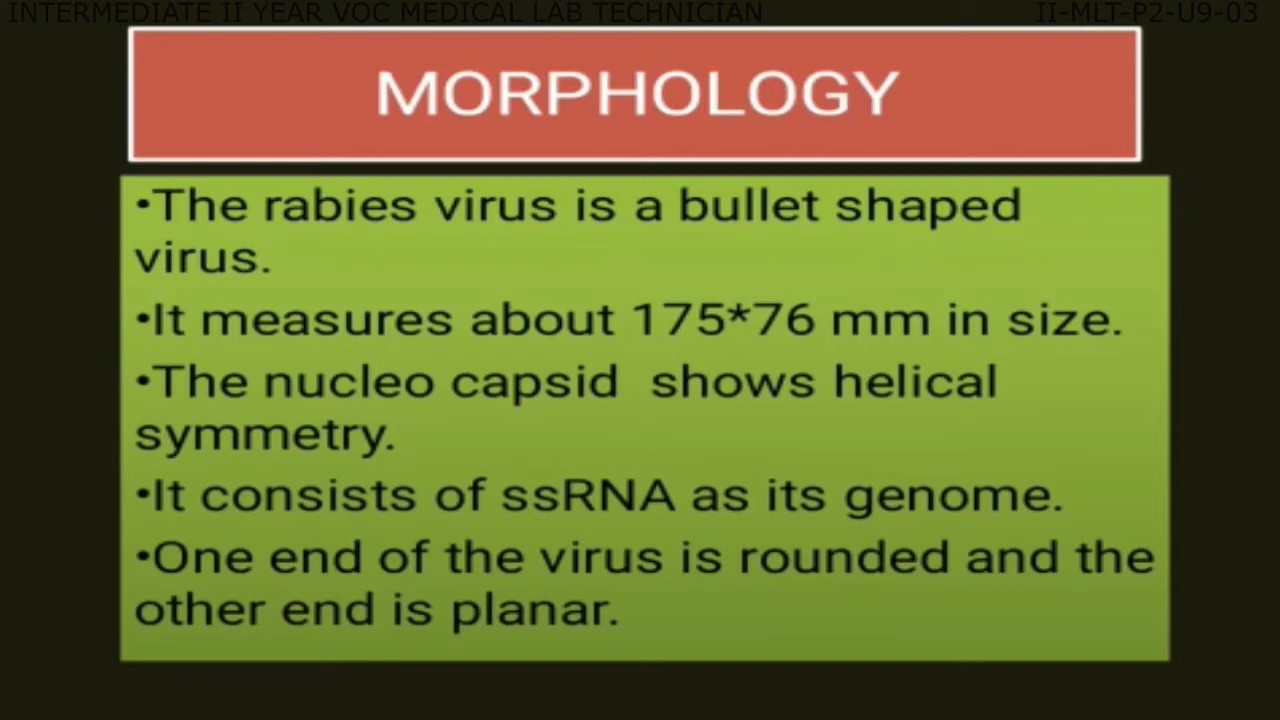 INTERMEDIATE II YEAR VOC MEDICAL LAB TECHNICIAN II-MLT-P2-U9-03
MORPHOLOGY
•The rabies virus is a bullet shaped
virus.
•It measures about 175*76 mm in size.
•The nucleo capsid shows helical
symmetry.
•It consists of ssRNA as its genome.
•One end of the virus is rounded and the
other end is planar.